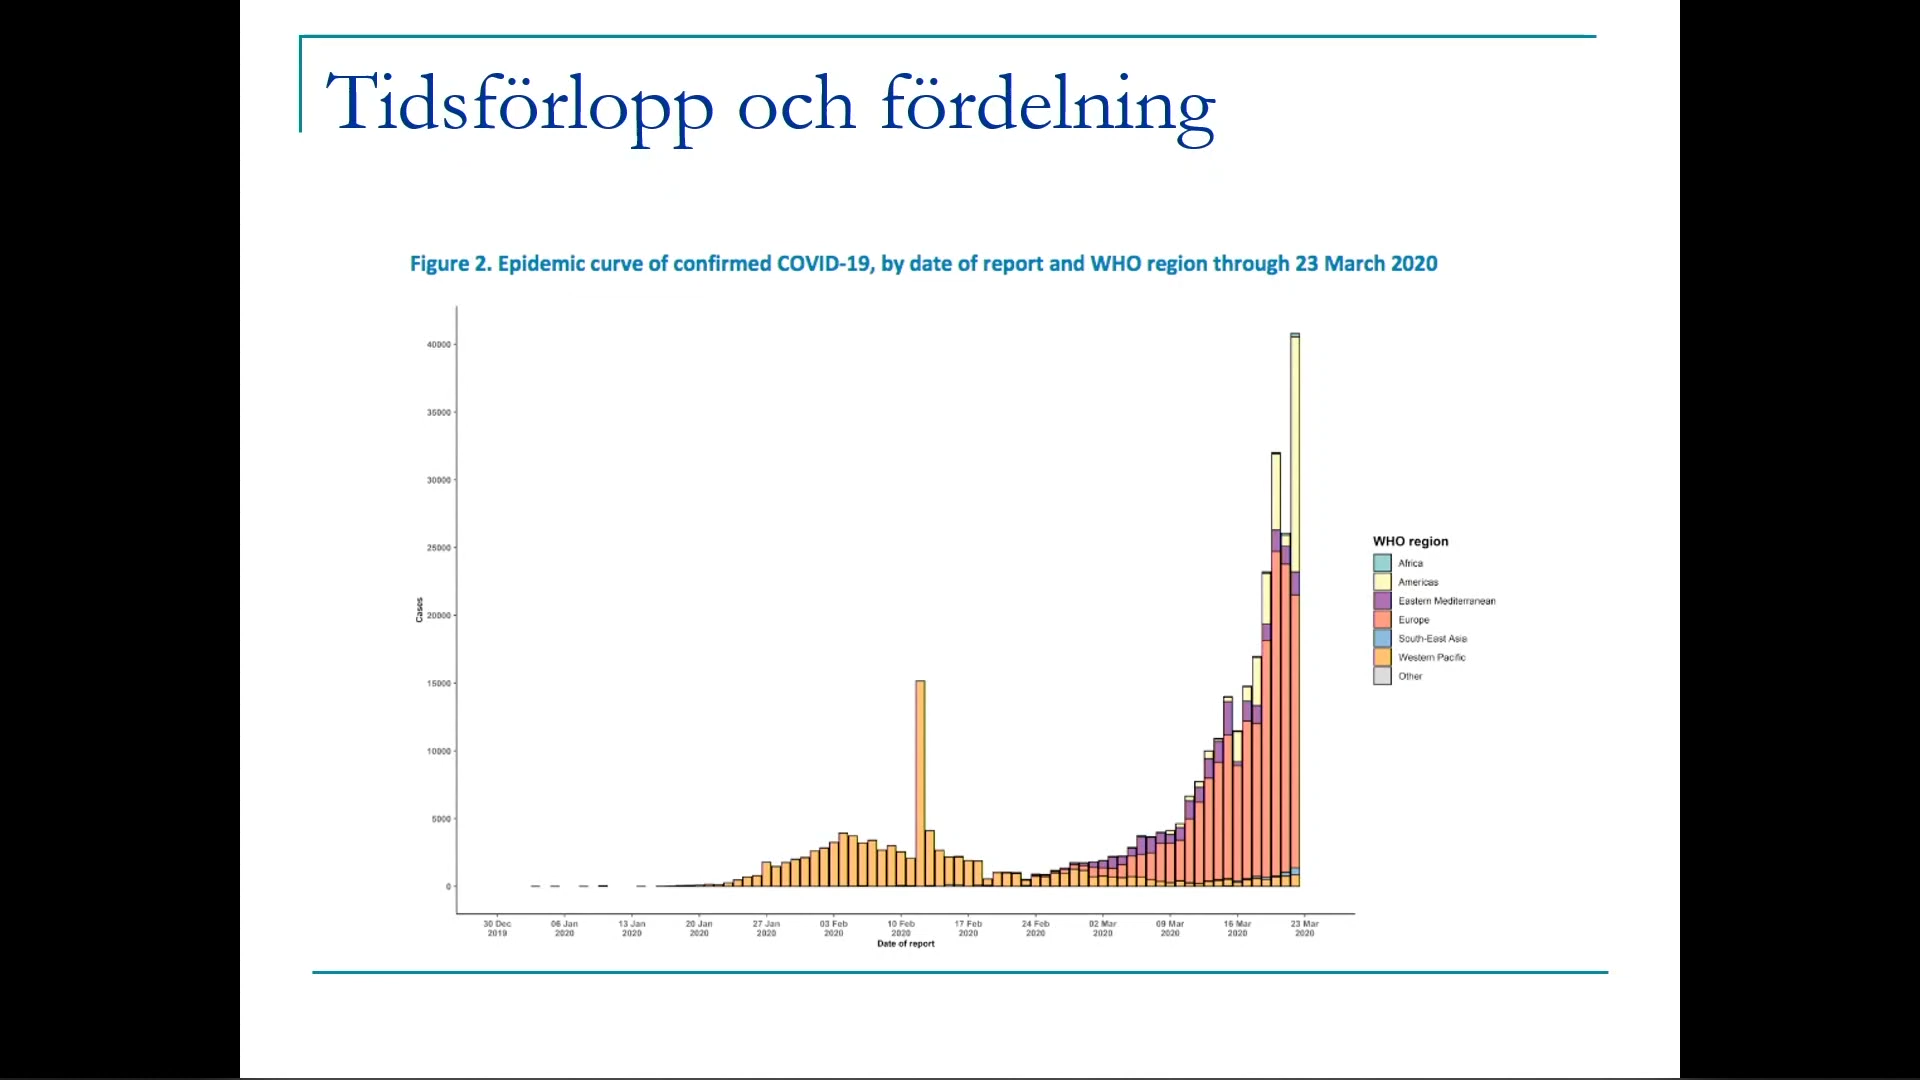 Tidsförlopp och fördelning
Figure 2. Epidemic curve of confirmed COVID-19, by date of report and WHO region through 23 March 2020
40000
35000
30000
25000
20000
15000
10000
5000
0
Cases
WHO region
Africa
Americas
Eastern Mediterranean
Europe
South-East Asia
Western Pacific
Other
30 Dec 06 Jan 13 Jan 20 Jan 27 Jan 03 Feb 10 Feb 17 Feb 24 Feb 02 Mar 09 Mar 16 Mar 23 Mar
2019 2020 2020 2020 2020 2020 2020 2020 2020 2020 2020 2020 2020
Date of report